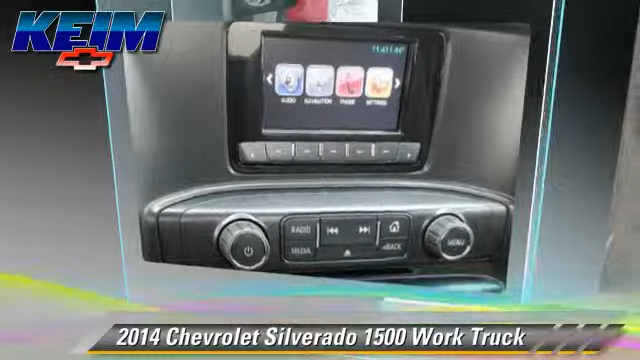 KEIM
11:41 AM
AUDIO NAVIGATION PHONE SETTINGS
RADIO
MEDIA
BACK
MENU
2014 Chevrolet Silverado 1500 Work Truck